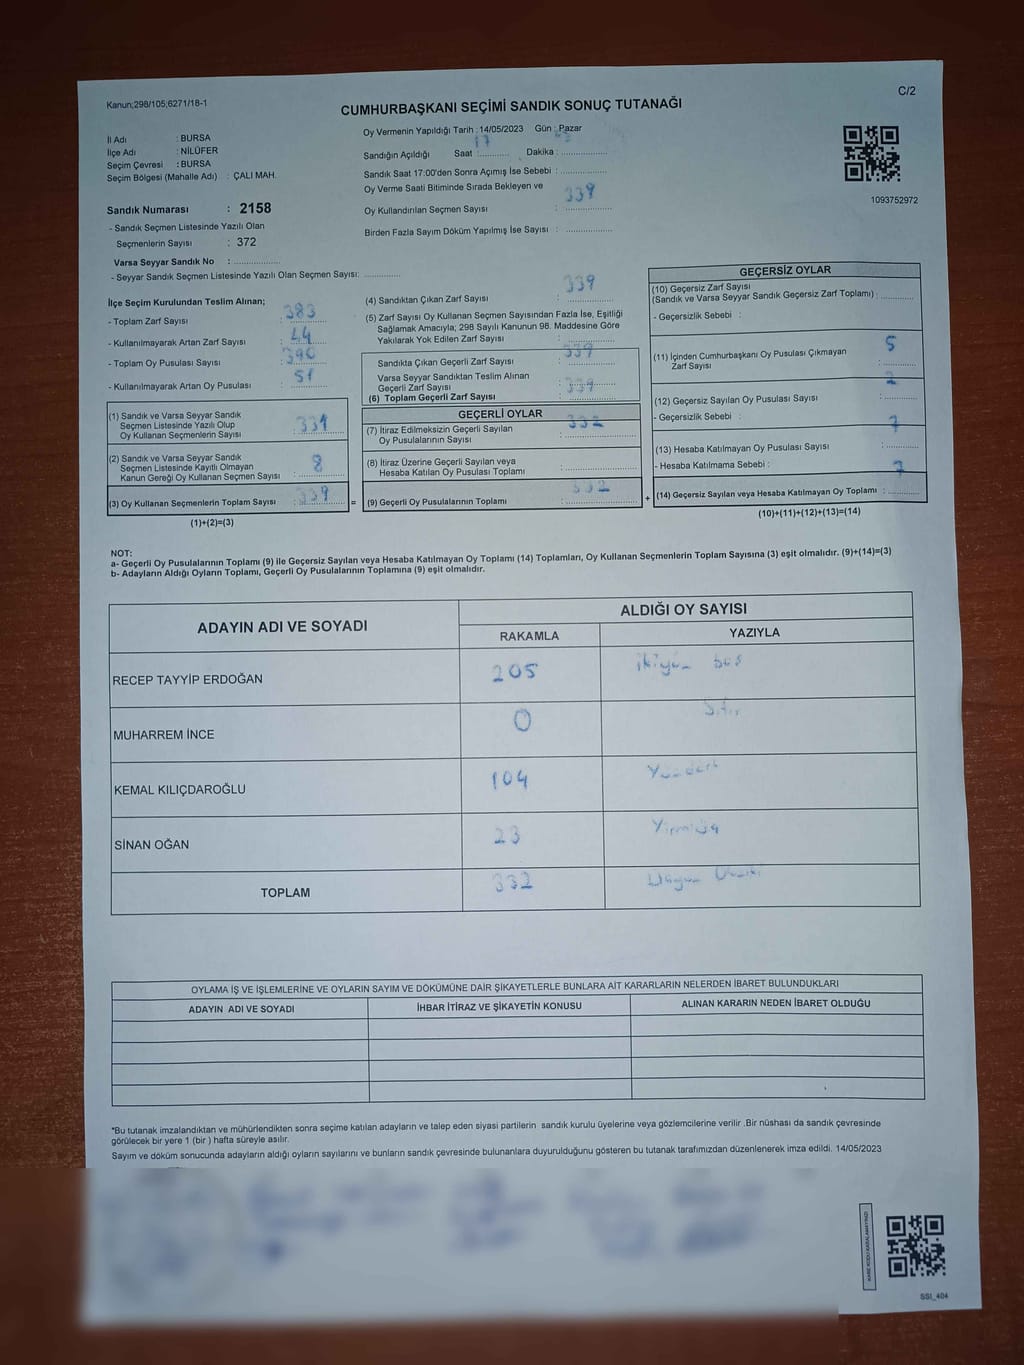 Kanun;298/105;6271/18-1
C/2
CUMHURBAŞKANI SEÇİMİ SANDIK SONUÇ TUTANAĞI
İl Adı : BURSA
İlçe Adı : NİLÜFER
Seçim Çevresi : BURSA
Seçim Bölgesi (Mahalle Adı) : ÇALI MAH.
Sandık Numarası : 2158
- Sandık Seçmen Listesinde Yazılı Olan
Seçmenlerin Sayısı : 372
Varsa Seyyar Sandık No : ..............
- Seyyar Sandık Seçmen Listesinde Yazılı Olan Seçmen Sayısı: ............
Oy Vermenin Yapıldığı Tarih : 14/05/2023 Gün : Pazar
Sandığın Açıldığı Saat : 17 Dakika : ..............
Sandık Saat 17:00'den Sonra Açımış İse Sebebi : ..............
Oy Verme Saati Bitiminde Sırada Bekleyen ve
Oy Kullandırılan Seçmen Sayısı : 339
Birden Fazla Sayım Döküm Yapılmış İse Sayısı : ..............
1093752972
İlçe Seçim Kurulundan Teslim Alınan;
- Toplam Zarf Sayısı : 383
- Kullanılmayarak Artan Zarf Sayısı : 44
- Toplam Oy Pusulası Sayısı : 390
- Kullanılmayarak Artan Oy Pusulası : 51
(1) Sandık ve Varsa Seyyar Sandık
Seçmen Listesinde Yazılı Olup
Oy Kullanan Seçmenlerin Sayısı : 331
(2) Sandık ve Varsa Seyyar Sandık
Seçmen Listesinde Kayıtlı Olmayan
Kanun Gereği Oy Kullanan Seçmen Sayısı : 8
(3) Oy Kullanan Seçmenlerin Toplam Sayısı : 339
(1)+(2)=(3)
(4) Sandıktan Çıkan Zarf Sayısı : 339
(5) Zarf Sayısı Oy Kullanan Seçmen Sayısından Fazla İse, Eşitliği
Sağlamak Amacıyla; 298 Sayılı Kanunun 98. Maddesine Göre
Yakılarak Yok Edilen Zarf Sayısı : ..............
Sandıkta Çıkan Geçerli Zarf Sayısı : 339
Varsa Seyyar Sandıktan Teslim Alınan
Geçerli Zarf Sayısı
(6) Toplam Geçerli Zarf Sayısı : 339
GEÇERLİ OYLAR
(7) İtiraz Edilmeksizin Geçerli Sayılan
Oy Pusulalarının Sayısı : 332
(8) İtiraz Üzerine Geçerli Sayılan veya
Hesaba Katılan Oy Pusulası Toplamı : ..............
= (9) Geçerli Oy Pusulalarının Toplamı : 332
GEÇERSİZ OYLAR
(10) Geçersiz Zarf Sayısı
(Sandık ve Varsa Seyyar Sandık Geçersiz Zarf Toplamı) : ............
- Geçersizlik Sebebi :
(11) İçinden Cumhurbaşkanı Oy Pusulası Çıkmayan
Zarf Sayısı : 5
(12) Geçersiz Sayılan Oy Pusulası Sayısı : 2
- Geçersizlik Sebebi :
(13) Hesaba Katılmayan Oy Pusulası Sayısı : 7
- Hesaba Katılmama Sebebi :
+ (14) Geçersiz Sayılan veya Hesaba Katılmayan Oy Toplamı : 7
(10)+(11)+(12)+(13)=(14)
NOT:
a- Geçerli Oy Pusulalarının Toplamı (9) ile Geçersiz Sayılan veya Hesaba Katılmayan Oy Toplamı (14) Toplamları, Oy Kullanan Seçmenlerin Toplam Sayısına (3) eşit olmalıdır. (9)+(14)=(3)
b- Adayların Aldığı Oyların Toplamı, Geçerli Oy Pusulalarının Toplamına (9) eşit olmalıdır.
ADAYIN ADI VE SOYADI
ALDIĞI OY SAYISI
RAKAMLA YAZIYLA
RECEP TAYYİP ERDOĞAN 205 ikiyüz beş
MUHARREM İNCE 0 Sıfır
KEMAL KILIÇDAROĞLU 104 Yüzdört
SİNAN OĞAN 23 Yirmiüç
TOPLAM 332
OYLAMA İŞ VE İŞLEMLERİNE VE OYLARIN SAYIM VE DÖKÜMÜNE DAİR ŞİKAYETLERLE BUNLARA AİT KARARLARIN NELERDEN İBARET BULUNDUKLARI
ADAYIN ADI VE SOYADI İHBAR İTİRAZ VE ŞİKAYETİN KONUSU ALINAN KARARIN NEDEN İBARET OLDUĞU
*Bu tutanak imzalandıktan ve mühürlendikten sonra seçime katılan adayların ve talep eden siyasi partilerin sandık kurulu üyelerine veya gözlemcilerine verilir .Bir nüshası da sandık çevresinde
görülecek bir yere 1 (bir ) hafta süreyle asılır.
Sayım ve döküm sonucunda adayların aldığı oyların sayılarını ve bunların sandık çevresinde bulunanlara duyurulduğunu gösteren bu tutanak tarafımızdan düzenlenerek imza edildi. 14/05/2023
SSI_404